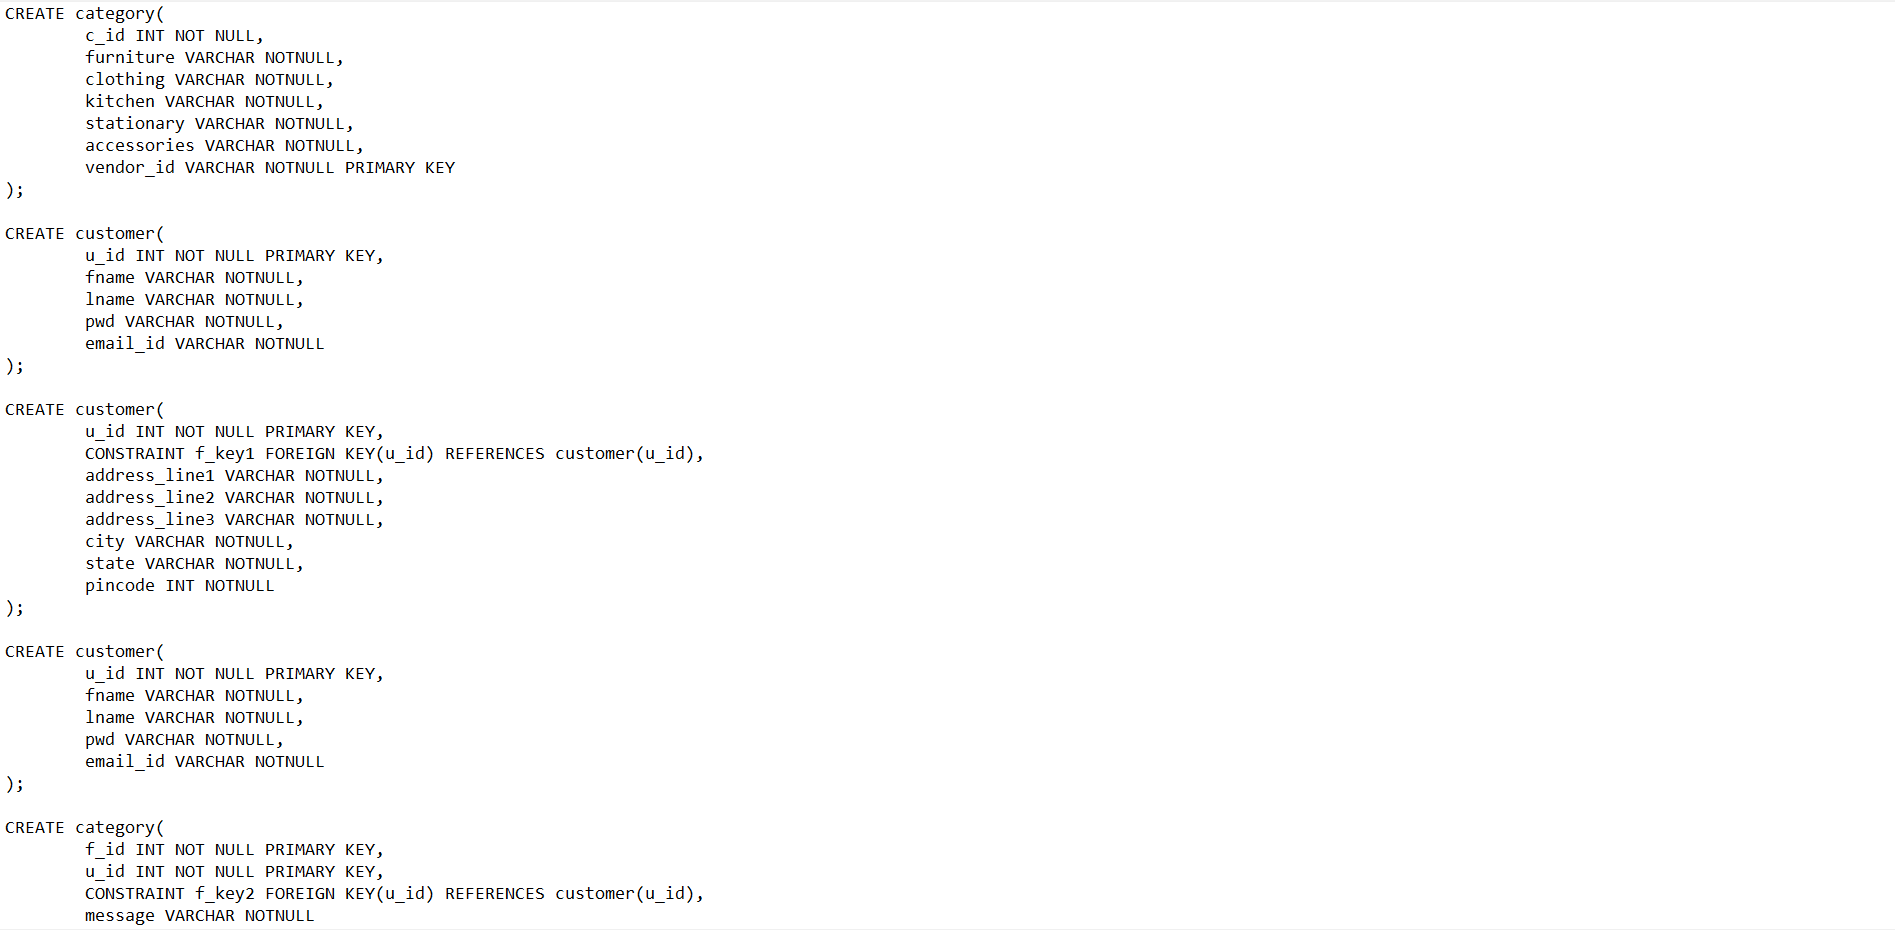 CREATE category(
c_id INT NOT NULL,
furniture VARCHAR NOTNULL,
clothing VARCHAR NOTNULL,
kitchen VARCHAR NOTNULL,
stationary VARCHAR NOTNULL,
accessories VARCHAR NOTNULL,
vendor_id VARCHAR NOTNULL PRIMARY KEY
);
CREATE customer(
u_id INT NOT NULL PRIMARY KEY,
fname VARCHAR NOTNULL,
lname VARCHAR NOTNULL,
pwd VARCHAR NOTNULL,
email_id VARCHAR NOTNULL
);
CREATE customer(
u_id INT NOT NULL PRIMARY KEY,
CONSTRAINT f_key1 FOREIGN KEY(u_id) REFERENCES customer(u_id),
address_line1 VARCHAR NOTNULL,
address_line2 VARCHAR NOTNULL,
address_line3 VARCHAR NOTNULL,
city VARCHAR NOTNULL,
state VARCHAR NOTNULL,
pincode INT NOTNULL
);
CREATE customer(
u_id INT NOT NULL PRIMARY KEY,
fname VARCHAR NOTNULL,
lname VARCHAR NOTNULL,
pwd VARCHAR NOTNULL,
email_id VARCHAR NOTNULL
);
CREATE category(
f_id INT NOT NULL PRIMARY KEY,
u_id INT NOT NULL PRIMARY KEY,
CONSTRAINT f_key2 FOREIGN KEY(u_id) REFERENCES customer(u_id),
message VARCHAR NOTNULL